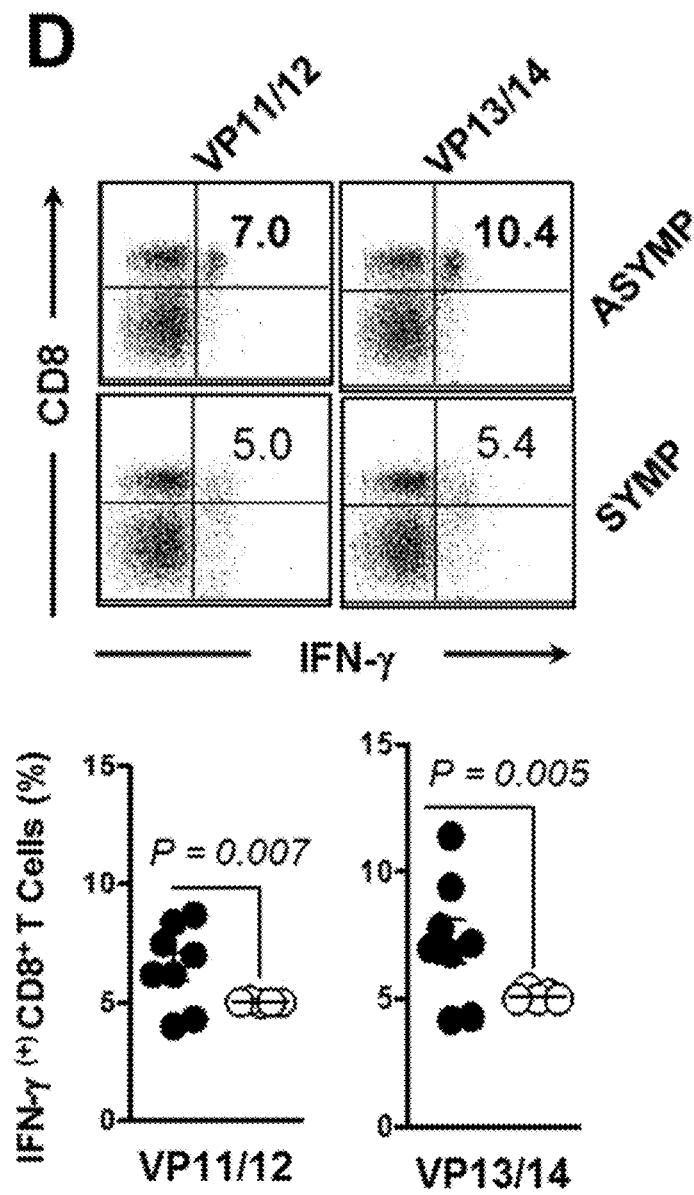 D
VP11/12 VP13/14
CD8
7.0 10.4
ASYMP
5.0 5.4
SYMP
IFN-γ
IFN-γ (+)CD8+ T Cells (%)
15
10
5
0
P = 0.007
VP11/12
15
10
5
0
P = 0.005
VP13/14